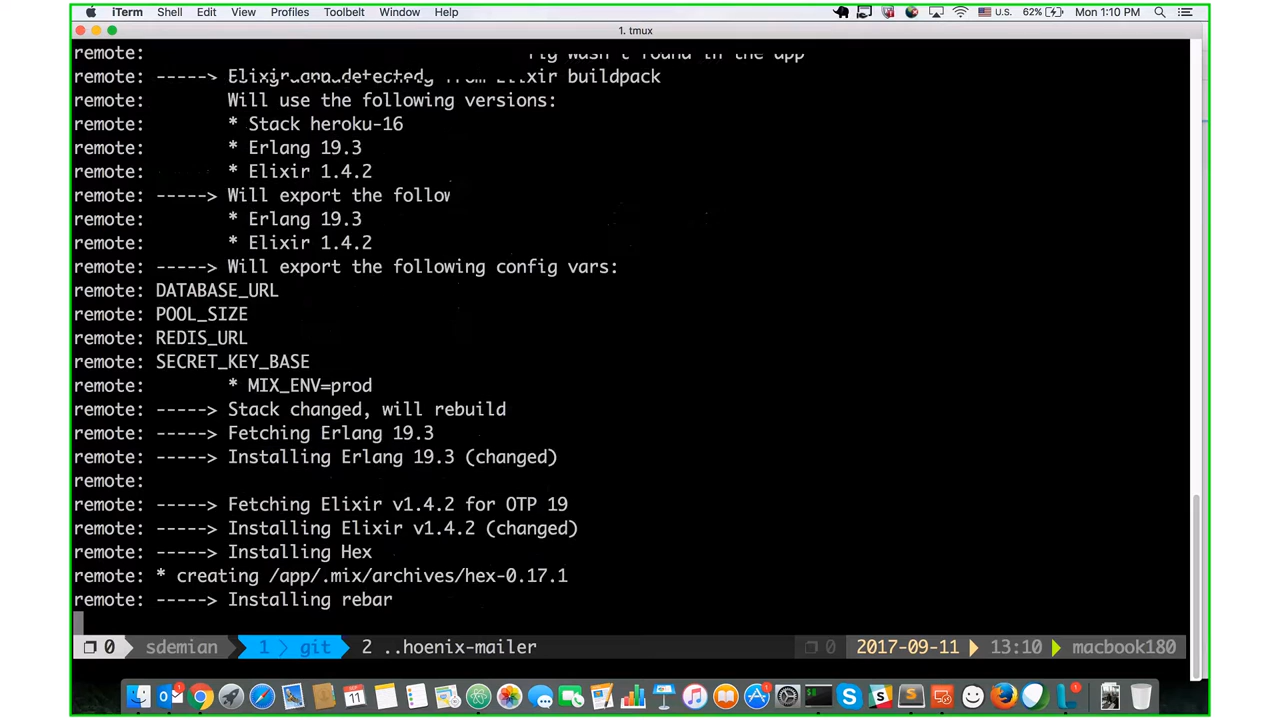 iTerm Shell Edit View Profiles Toolbelt Window Help U.S. 62% Mon 1:10 PM
1. tmux
remote: wasn't found in the app
remote: -----> Elixir app detected from Elixir buildpack
remote: Will use the following versions:
remote: * Stack heroku-16
remote: * Erlang 19.3
remote: * Elixir 1.4.2
remote: -----> Will export the follow
remote: * Erlang 19.3
remote: * Elixir 1.4.2
remote: -----> Will export the following config vars:
remote: DATABASE_URL
remote: POOL_SIZE
remote: REDIS_URL
remote: SECRET_KEY_BASE
remote: * MIX_ENV=prod
remote: -----> Stack changed, will rebuild
remote: -----> Fetching Erlang 19.3
remote: -----> Installing Erlang 19.3 (changed)
remote:
remote: -----> Fetching Elixir v1.4.2 for OTP 19
remote: -----> Installing Elixir v1.4.2 (changed)
remote: -----> Installing Hex
remote: * creating /app/.mix/archives/hex-0.17.1
remote: -----> Installing rebar
0 sdemian 1 git 2 ..hoenix-mailer 0 2017-09-11 13:10 macbook180